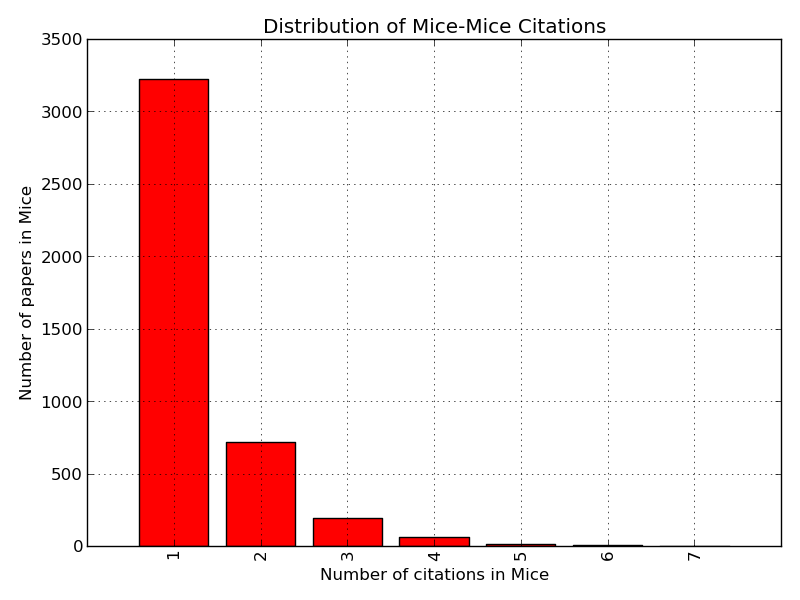 Distribution of Mice-Mice Citations
3500
3000
2500
2000
1500
1000
500
0
Number of papers in Mice
1 2 3 4 5 6 7
Number of citations in Mice